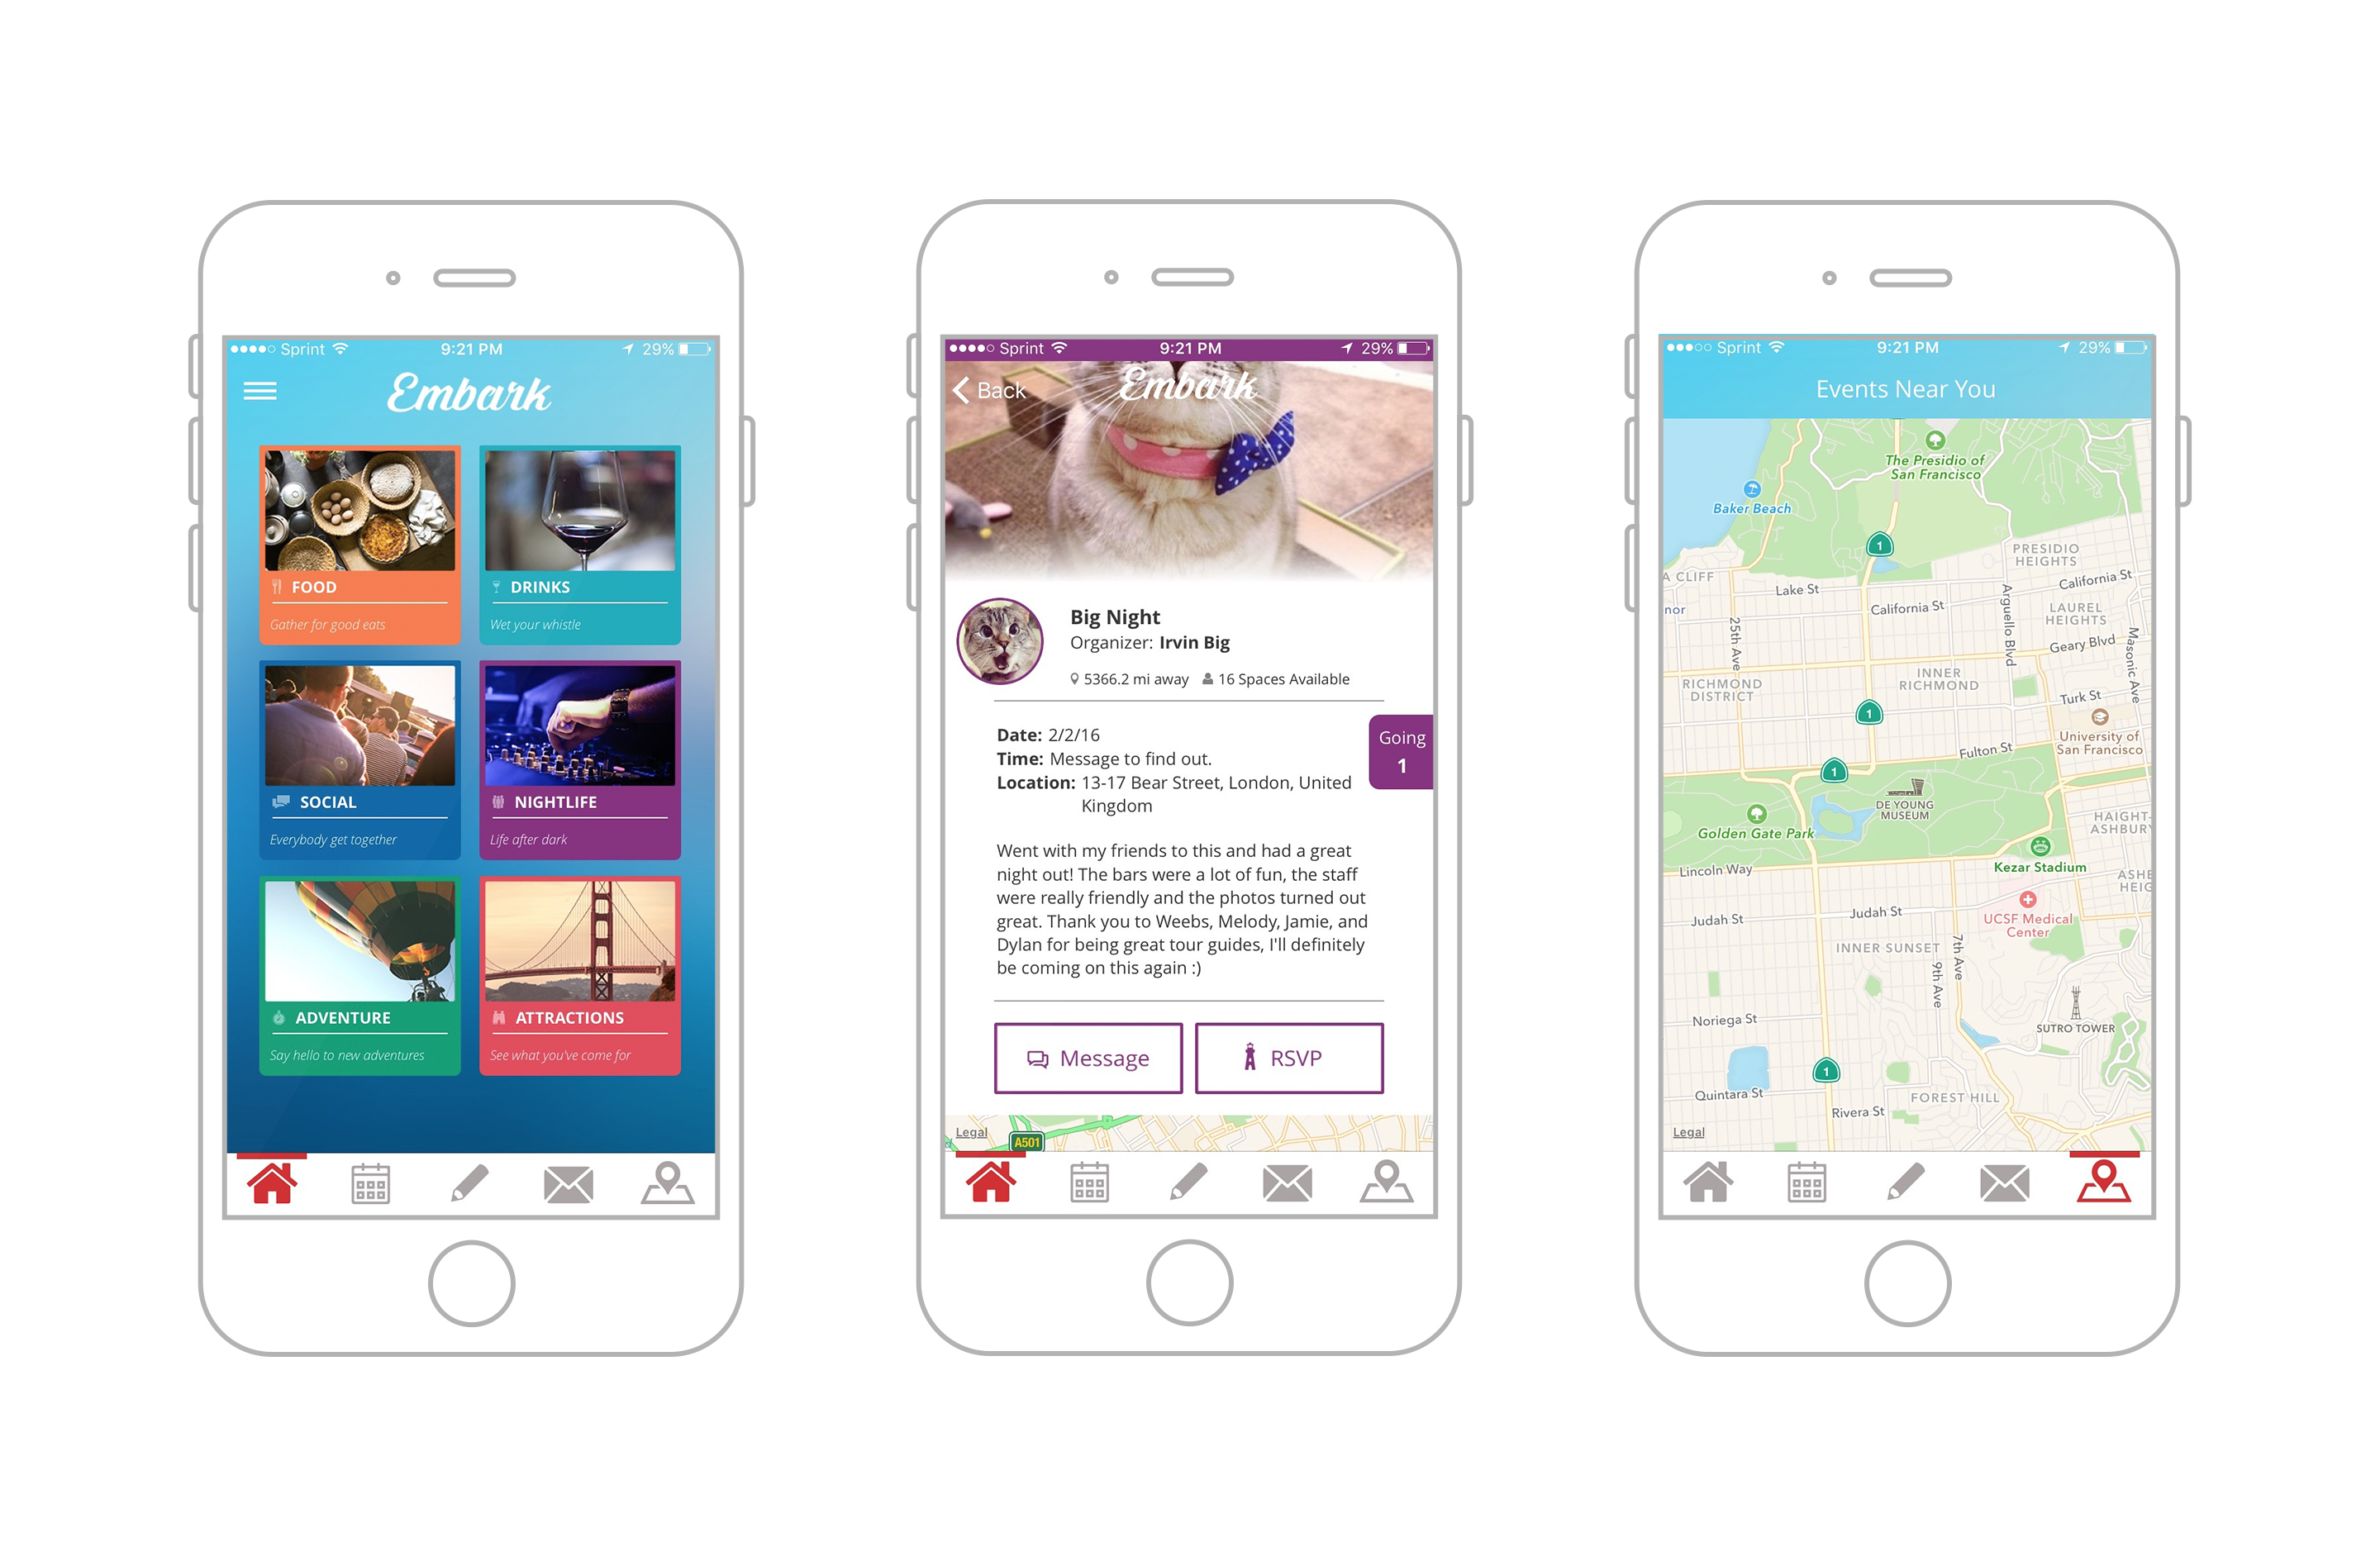 Sprint 9:21 PM 29%
Embark
FOOD
Gather for good eats
DRINKS
Wet your whistle
SOCIAL
Everybody get together
NIGHTLIFE
Life after dark
ADVENTURE
Say hello to new adventures
ATTRACTIONS
See what you've come for
Sprint 9:21 PM 29%
Back
Embark
Big Night
Organizer: Irvin Big
5366.2 mi away 16 Spaces Available
Date: 2/2/16
Time: Message to find out.
Location: 13-17 Bear Street, London, United
Kingdom
Going
1
Went with my friends to this and had a great
night out! The bars were a lot of fun, the staff
were really friendly and the photos turned out
great. Thank you to Weebs, Melody, Jamie, and
Dylan for being great tour guides, I'll definitely
be coming on this again :)
Message
RSVP
Legal
A501
Sprint 9:21 PM 29%
Events Near You
The Presidio of
San Francisco
Baker Beach
1
PRESIDIO
HEIGHTS
A CLIFF
Lake St
California St
California St
nor
25th Ave
Arguello Blvd
LAUREL
HEIGHTS
Geary Blvd
Masonic Ave
RICHMOND
DISTRICT
INNER
RICHMOND
Turk St
1
University of
San Francisco
Fulton St
1
DE YOUNG
MUSEUM
Golden Gate Park
HAIGHT-
ASHBURY
Kezar Stadium
Lincoln Way
ASHE
HEIG
Judah St
Judah St
UCSF Medical
Center
INNER SUNSET
7th Ave
9th Ave
Noriega St
SUTRO TOWER
1
Quintara St
Rivera St
FOREST HILL
Legal